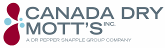 CANADA DRY
MOTT'S INC.
A DR PEPPER SNAPPLE GROUP COMPANY